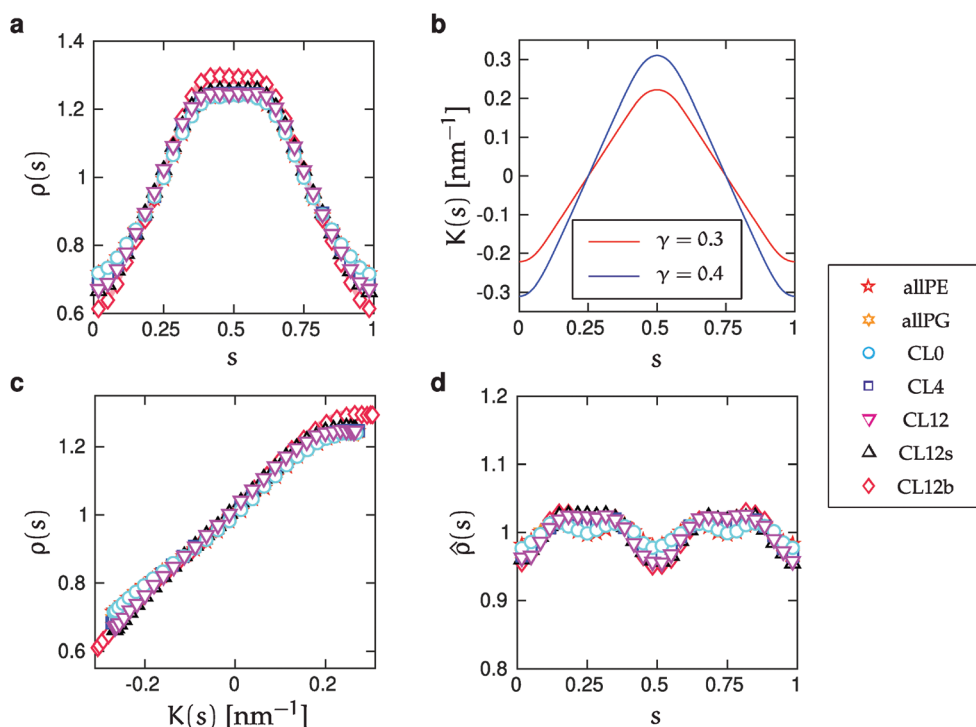 a
1.4
1.2
1
0.8
0.6
ρ(s)
0 0.25 0.5 0.75 1
s
b
0.3
0.2
0.1
0
-0.1
-0.2
-0.3
K(s) [nm⁻¹]
γ = 0.3
γ = 0.4
0 0.25 0.5 0.75 1
s
c
1.2
1.0
0.8
0.6
ρ(s)
-0.2 0 0.2
K(s) [nm⁻¹]
d
1.2
1.1
1.0
0.9
0.8
ρ̂(s)
0 0.25 0.5 0.75 1
s
allPE
allPG
CL0
CL4
CL12
CL12s
CL12b